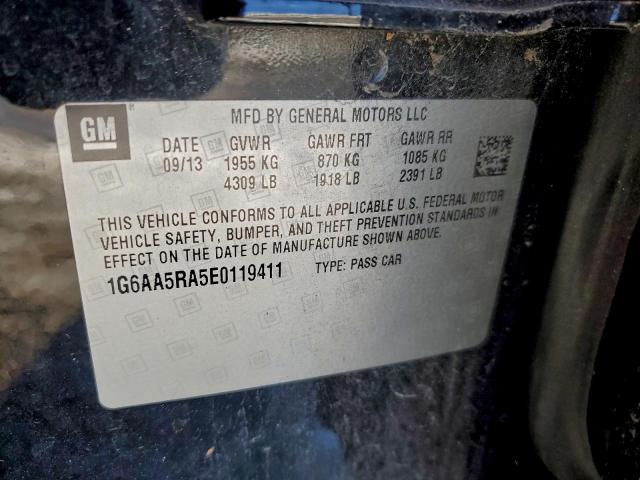 GM
MFD BY GENERAL MOTORS LLC
DATE GVWR GAWR FRT GAWR RR
09/13 1955 KG 870 KG 1085 KG
4309 LB 1918 LB 2391 LB
THIS VEHICLE CONFORMS TO ALL APPLICABLE U.S. FEDERAL MOTOR
VEHICLE SAFETY, BUMPER, AND THEFT PREVENTION STANDARDS IN
EFFECT ON THE DATE OF MANUFACTURE SHOWN ABOVE.
1G6AA5RA5E0119411 TYPE: PASS CAR